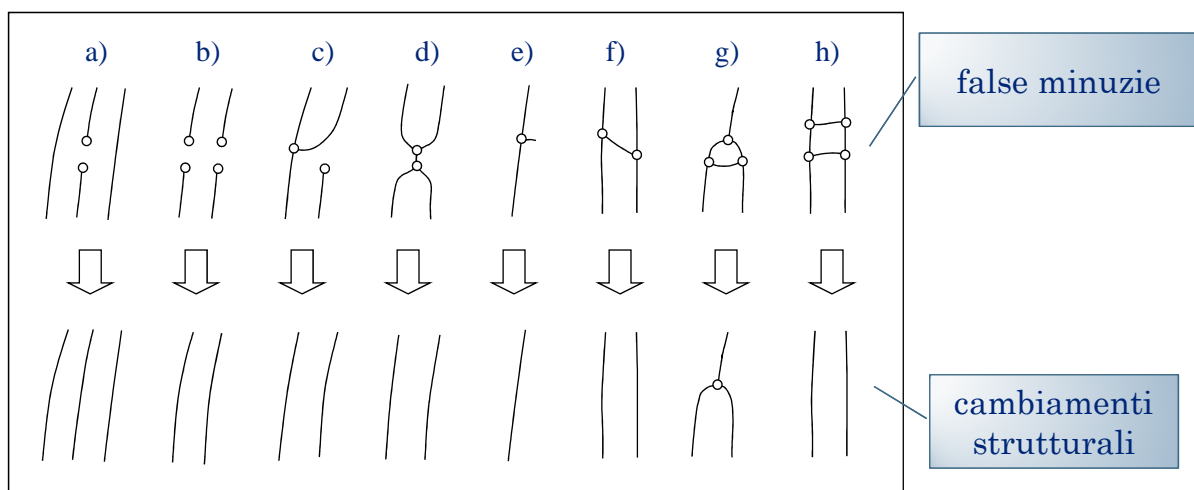 a) b) c) d) e) f) g) h)
false minuzie
cambiamenti
strutturali